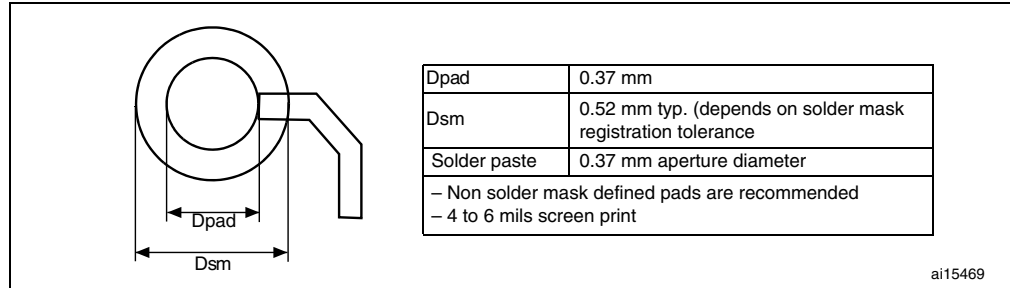 Dpad
Dsm
Dpad 0.37 mm
Dsm 0.52 mm typ. (depends on solder mask
registration tolerance
Solder paste 0.37 mm aperture diameter
– Non solder mask defined pads are recommended
– 4 to 6 mils screen print
ai15469